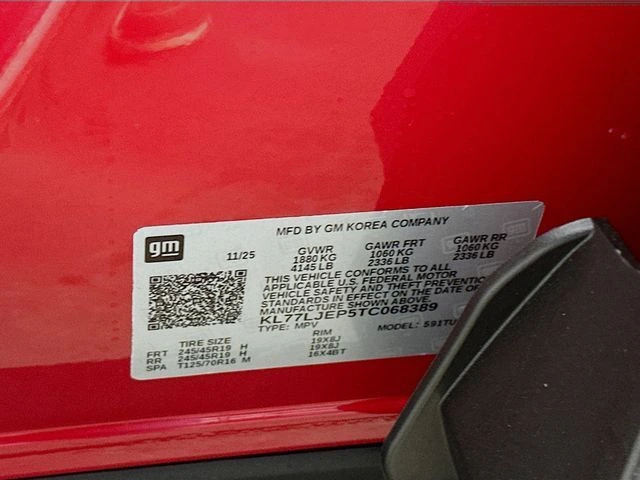 gm
MFD BY GM KOREA COMPANY
11/25
GVWR GAWR FRT GAWR RR
1880 KG 1060 KG 1060 KG
4145 LB 2336 LB 2336 LB
THIS VEHICLE CONFORMS TO ALL
APPLICABLE U.S. FEDERAL MOTOR
VEHICLE SAFETY AND THEFT PREVENTION
STANDARDS IN EFFECT ON THE DATE OF
MANUFACTURE SHOWN ABOVE.
KL77LJEP5TC068389
TYPE: MPV MODEL: 591TU
TIRE SIZE RIM
FRT 245/45R19 H 19X8J
RR 245/45R19 H 19X8J
SPA T125/70R16 M 16X4BT